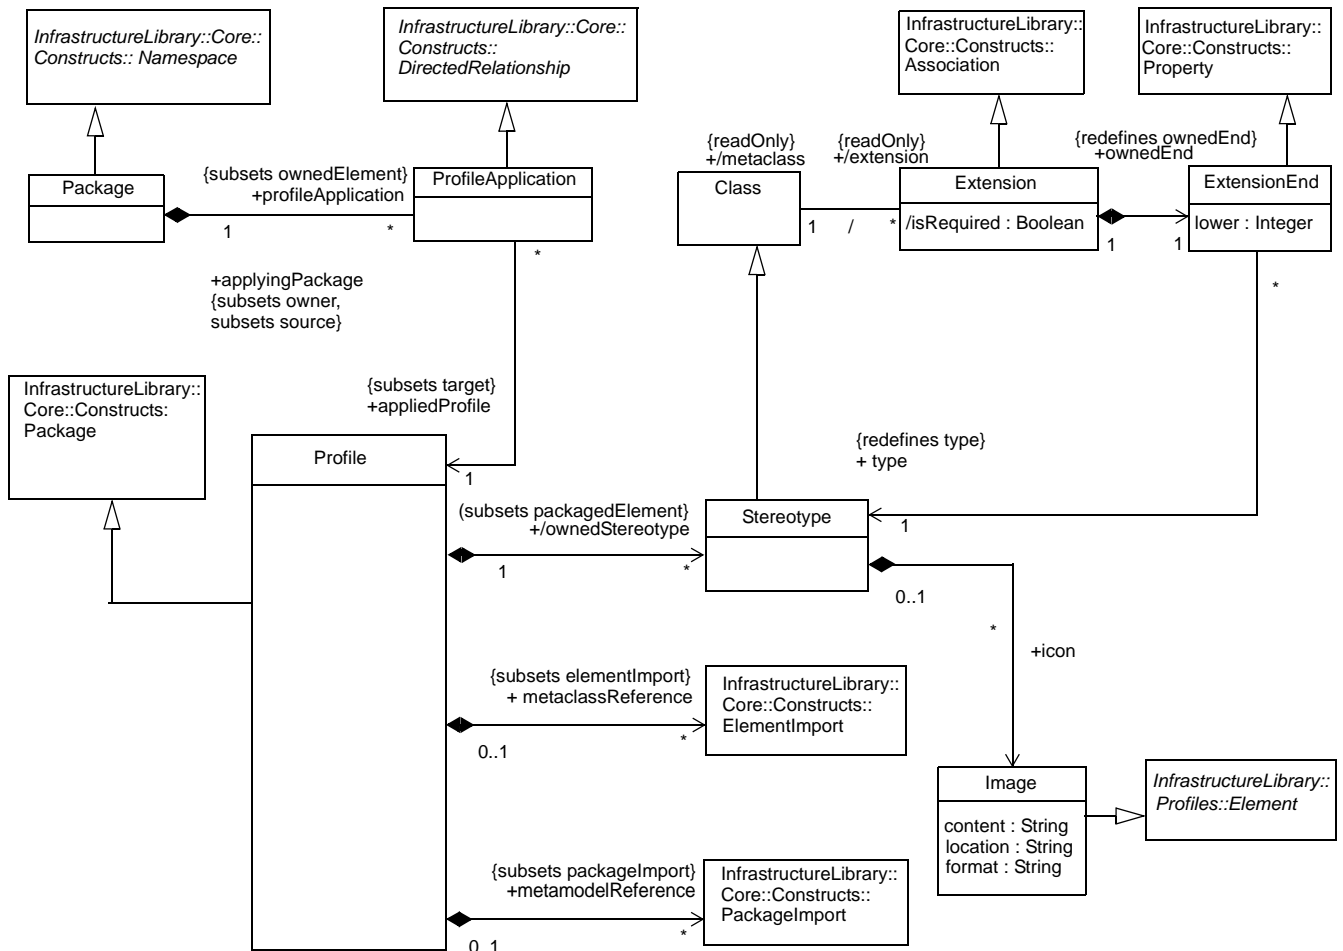 InfrastructureLibrary::Core::
Constructs:: Namespace
InfrastructureLibrary::Core::
Constructs::
DirectedRelationship
InfrastructureLibrary::
Core::Constructs::
Association
InfrastructureLibrary::
Core::Constructs::
Property
Package
{subsets ownedElement}
+profileApplication
1
*
ProfileApplication
*
{readOnly}
+/metaclass
{readOnly}
+/extension
Class
1
/
*
Extension
/isRequired : Boolean
{redefines ownedEnd}
+ownedEnd
1
1
ExtensionEnd
lower : Integer
*
+applyingPackage
{subsets owner,
subsets source}
InfrastructureLibrary::
Core::Constructs:
Package
{subsets target}
+appliedProfile
1
Profile
{redefines type}
+ type
1
(subsets packagedElement}
+/ownedStereotype
1
*
Stereotype
0..1
*
+icon
{subsets elementImport}
+ metaclassReference
0..1
*
InfrastructureLibrary::
Core::Constructs::
ElementImport
Image
content : String
location : String
format : String
InfrastructureLibrary::
Profiles::Element
{subsets packageImport}
+metamodelReference
0..1
*
InfrastructureLibrary::
Core::Constructs::
PackageImport